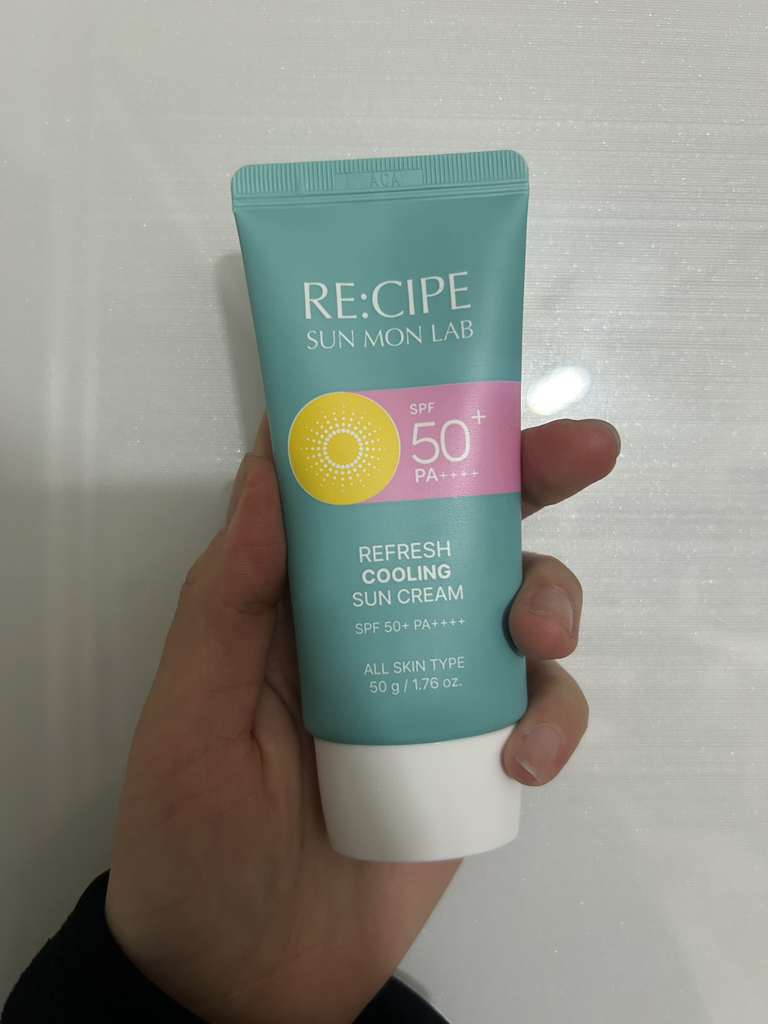 ACA
RE:CIPE
SUN MON LAB
SPF
50+
PA++++
REFRESH
COOLING
SUN CREAM
SPF 50+ PA++++
ALL SKIN TYPE
50 g / 1.76 oz.